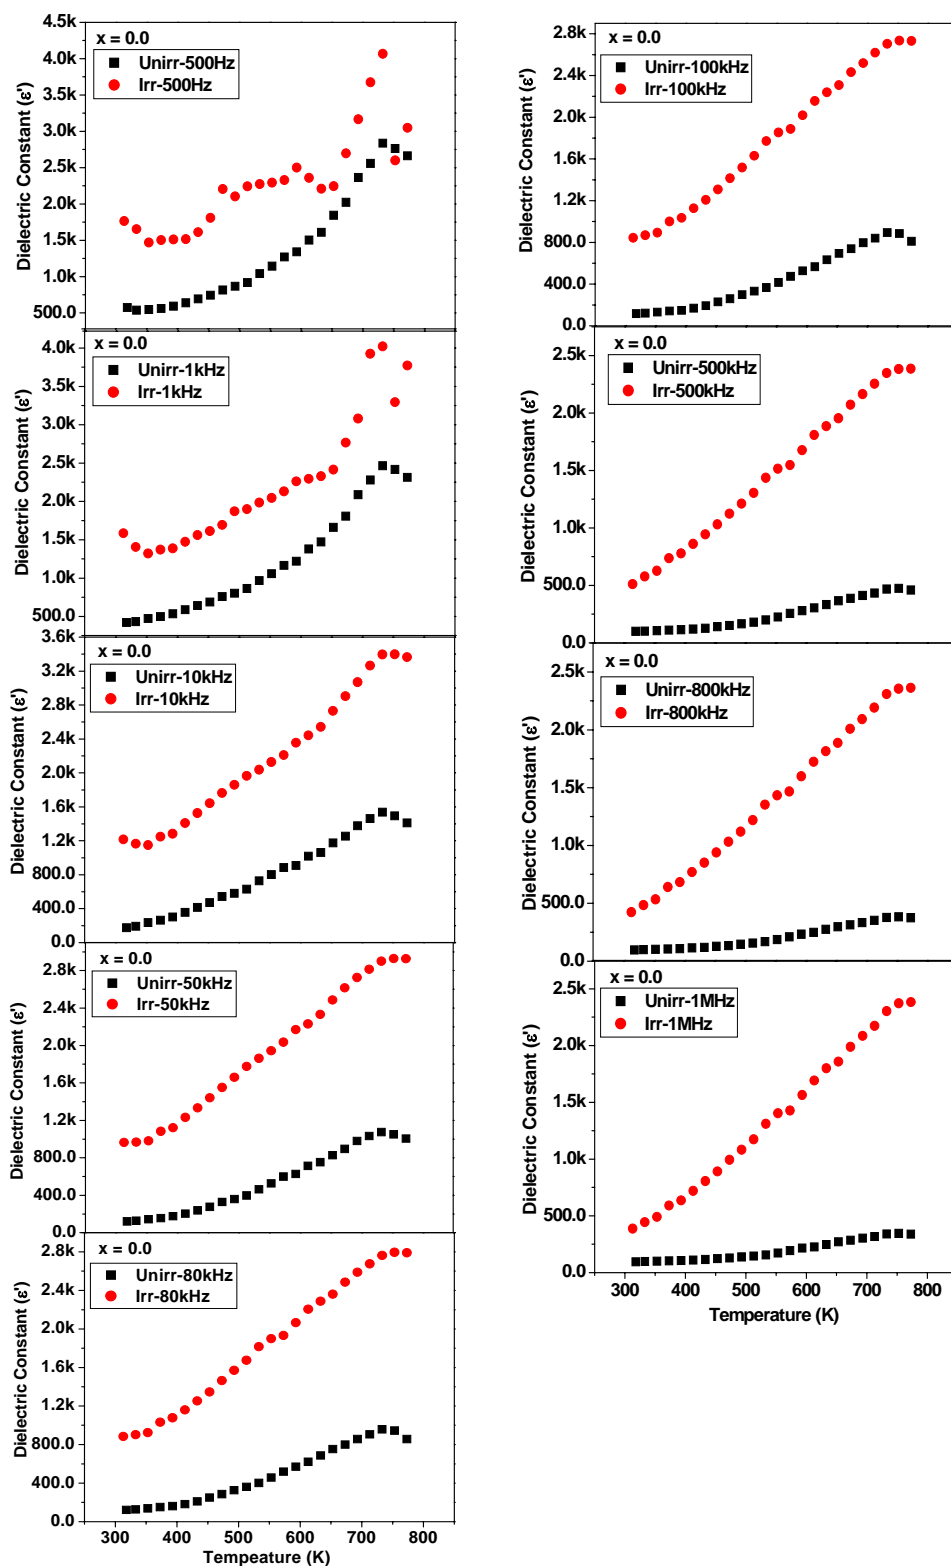 x = 0.0
Unirr-500Hz
Irr-500Hz
4.5k
4.0k
3.5k
3.0k
2.5k
2.0k
1.5k
1.0k
500.0
Dielectric Constant (ε')
x = 0.0
Unirr-1kHz
Irr-1kHz
4.0k
3.5k
3.0k
2.5k
2.0k
1.5k
1.0k
500.0
Dielectric Constant (ε')
x = 0.0
Unirr-10kHz
Irr-10kHz
3.6k
3.2k
2.8k
2.4k
2.0k
1.6k
1.2k
800.0
400.0
0.0
Dielectric Constant (ε')
x = 0.0
Unirr-50kHz
Irr-50kHz
2.8k
2.4k
2.0k
1.6k
1.2k
800.0
400.0
0.0
Dielectric Constant (ε')
x = 0.0
Unirr-80kHz
Irr-80kHz
2.8k
2.4k
2.0k
1.6k
1.2k
800.0
400.0
0.0
Dielectric Constant (ε')
300 400 500 600 700 800
Tempeature (K)
x = 0.0
Unirr-100kHz
Irr-100kHz
2.8k
2.4k
2.0k
1.6k
1.2k
800.0
400.0
0.0
Dielectric Constant (ε')
x = 0.0
Unirr-500kHz
Irr-500kHz
2.5k
2.0k
1.5k
1.0k
500.0
0.0
Dielectric Constant (ε')
x = 0.0
Unirr-800kHz
Irr-800kHz
2.5k
2.0k
1.5k
1.0k
500.0
0.0
Dielectric Constant (ε')
x = 0.0
Unirr-1MHz
Irr-1MHz
2.5k
2.0k
1.5k
1.0k
500.0
0.0
Dielectric Constant (ε')
300 400 500 600 700 800
Temperature (K)